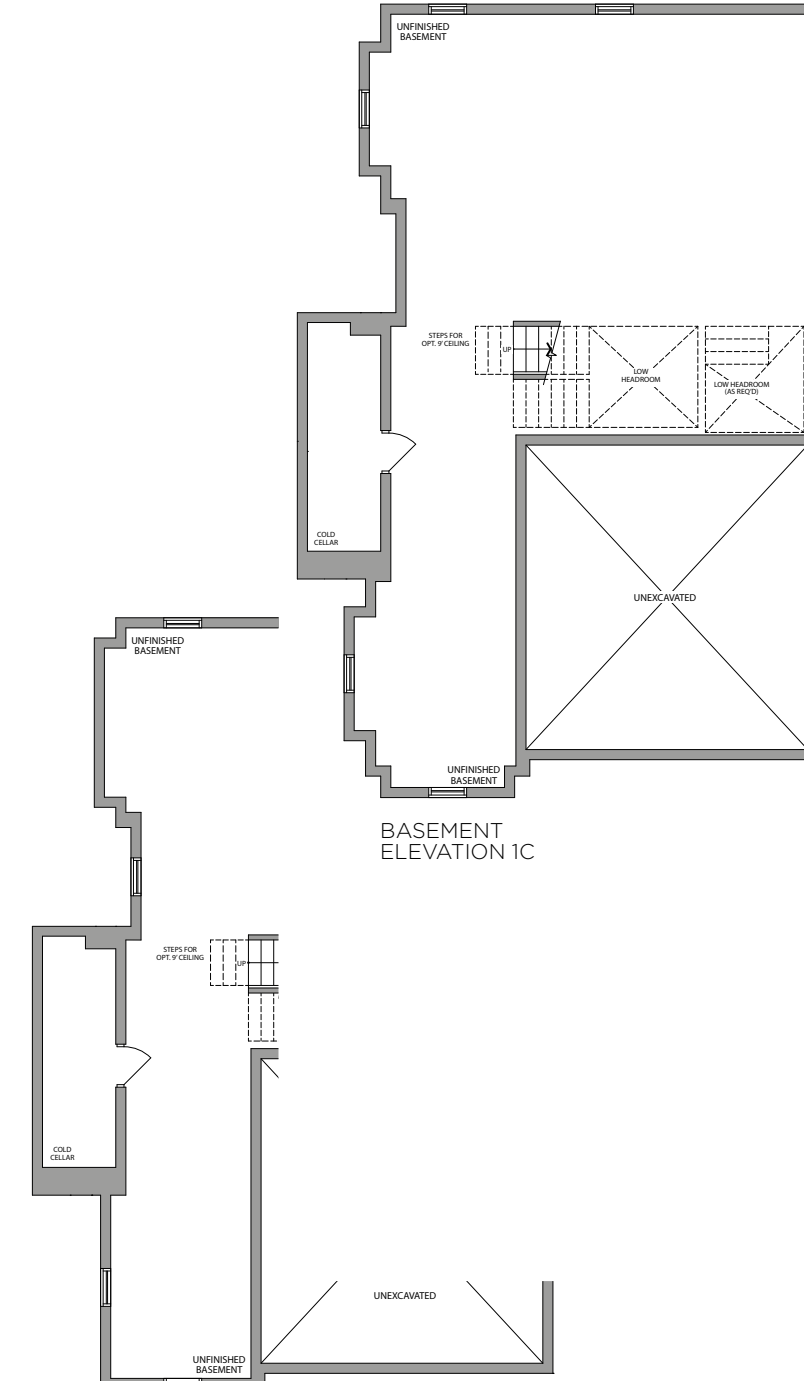 UNFINISHED
BASEMENT
STEPS FOR
OPT. 9' CEILING
UP
LOW
HEADROOM
LOW HEADROOM
(AS REQ'D)
COLD
CELLAR
UNEXCAVATED
UNFINISHED
BASEMENT
BASEMENT
ELEVATION 1C
UNFINISHED
BASEMENT
STEPS FOR
OPT. 9' CEILING
UP
COLD
CELLAR
UNEXCAVATED
UNFINISHED
BASEMENT